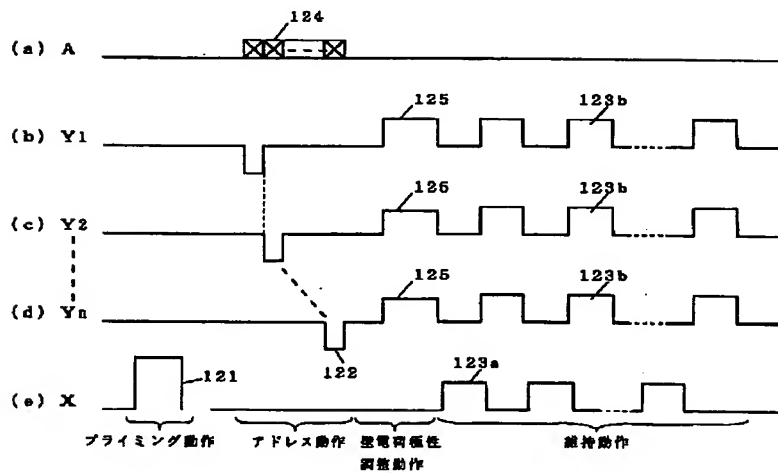 124
(a) A
125
123b
(b) Y1
126
123b
(c) Y2
125
123b
(d) Yn
122
121
123a
(e) X
プライミング動作 アドレス動作 壁電荷極性 維持動作
調整動作